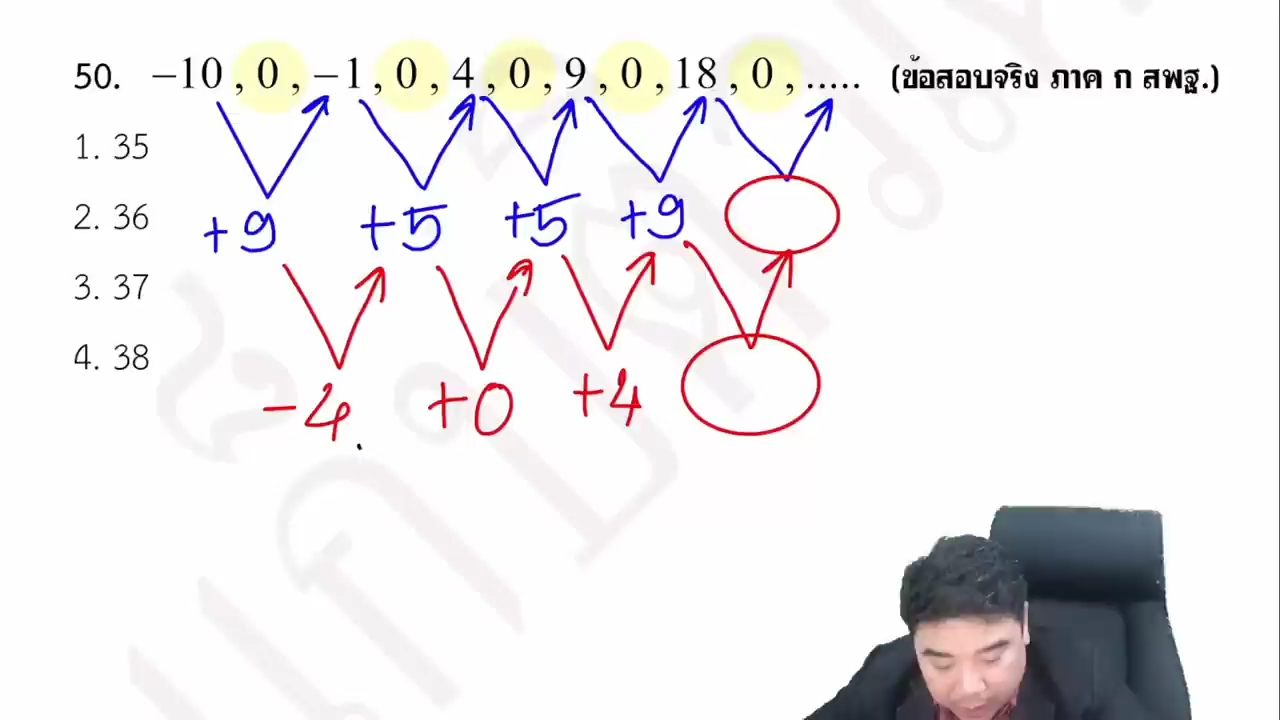 50. −10 , 0 , −1 , 0 , 4 , 0 , 9 , 0 , 18 , 0 , ..... (ข้อสอบจริง ภาค ก สพฐ.)
1. 35
2. 36
+9 +5 +5 +9
3. 37
4. 38
-4 +0 +4